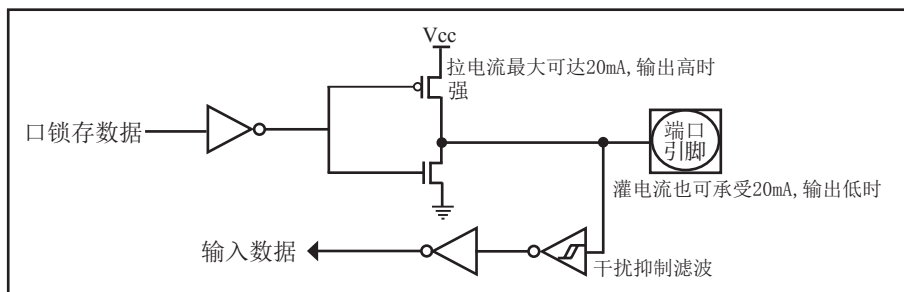 Vcc
拉电流最大可达20mA,输出高时
强
口锁存数据
端口
引脚
灌电流也可承受20mA,输出低时
输入数据
干扰抑制滤波